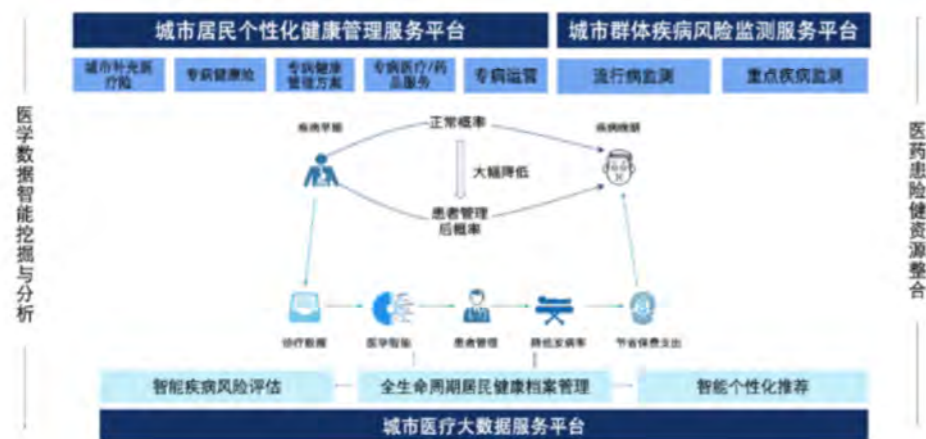 城市居民个性化健康管理服务平台
城市群体疾病风险监测服务平台
城市补充医
疗险
专病健康险
专病健康
管理方案
专病医疗/药
品服务
专病运营
流行病监测
重点疾病监测
医学数据智能挖掘与分析
医药患险健资源整合
疾病早期
正常概率
疾病晚期
大幅降低
患者管理
后概率
诊疗数据
医学智能
患者管理
降低发病率
节省保费支出
智能疾病风险评估
全生命周期居民健康档案管理
智能个性化推荐
城市医疗大数据服务平台